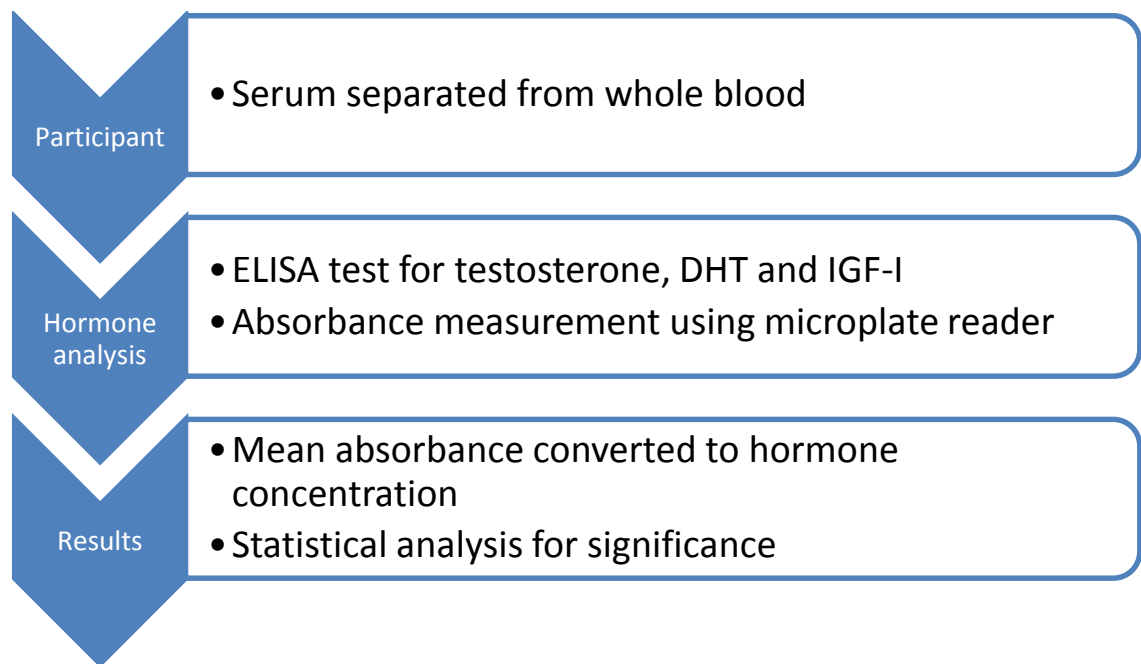 Participant
• Serum separated from whole blood
Hormone
analysis
• ELISA test for testosterone, DHT and IGF-I
• Absorbance measurement using microplate reader
Results
• Mean absorbance converted to hormone
concentration
• Statistical analysis for significance